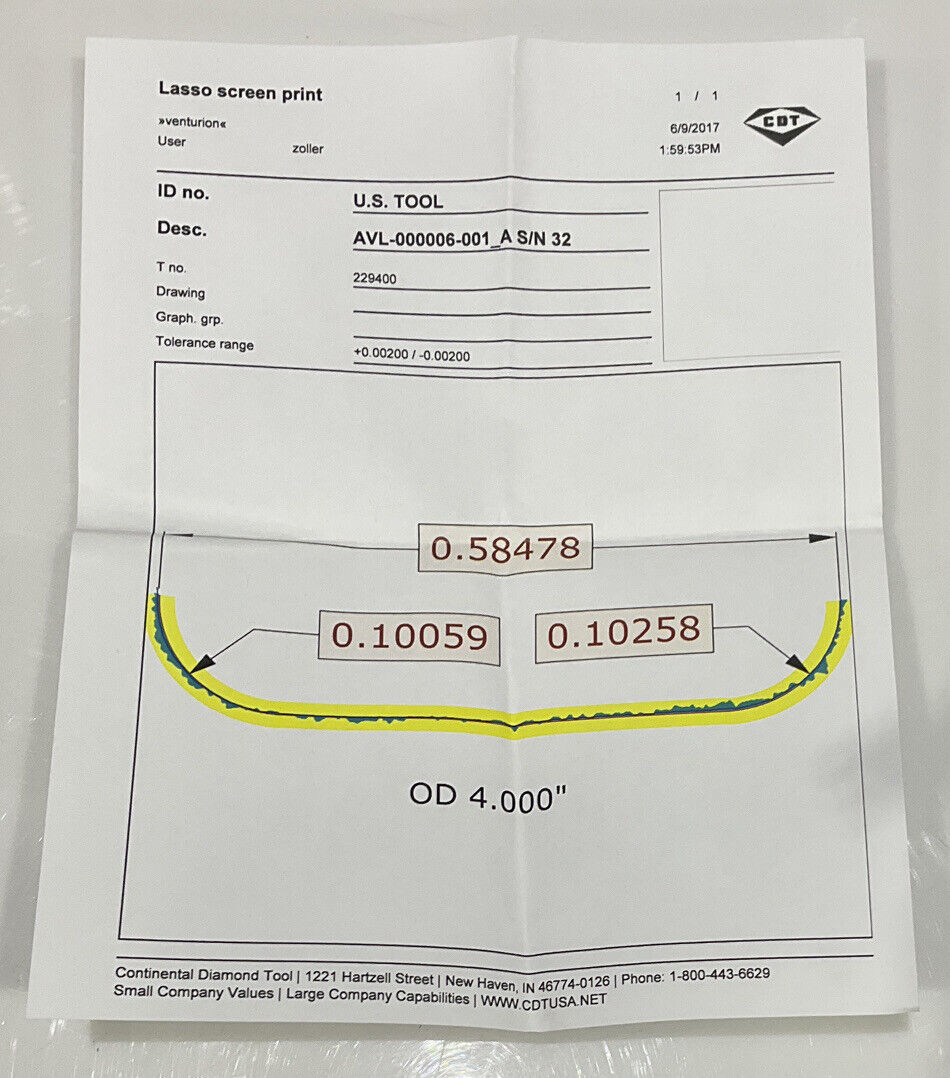 Lasso screen print
1 / 1
»venturion«
6/9/2017
CDT
User
zoller
1:59:53PM
ID no.
U.S. TOOL
Desc.
AVL-000006-001_A S/N 32
T no.
229400
Drawing
Graph. grp.
Tolerance range
+0.00200 / -0.00200
0.58478
0.10059
0.10258
OD 4.000"
Continental Diamond Tool | 1221 Hartzell Street | New Haven, IN 46774-0126 | Phone: 1-800-443-6629
Small Company Values | Large Company Capabilities | WWW.CDTUSA.NET